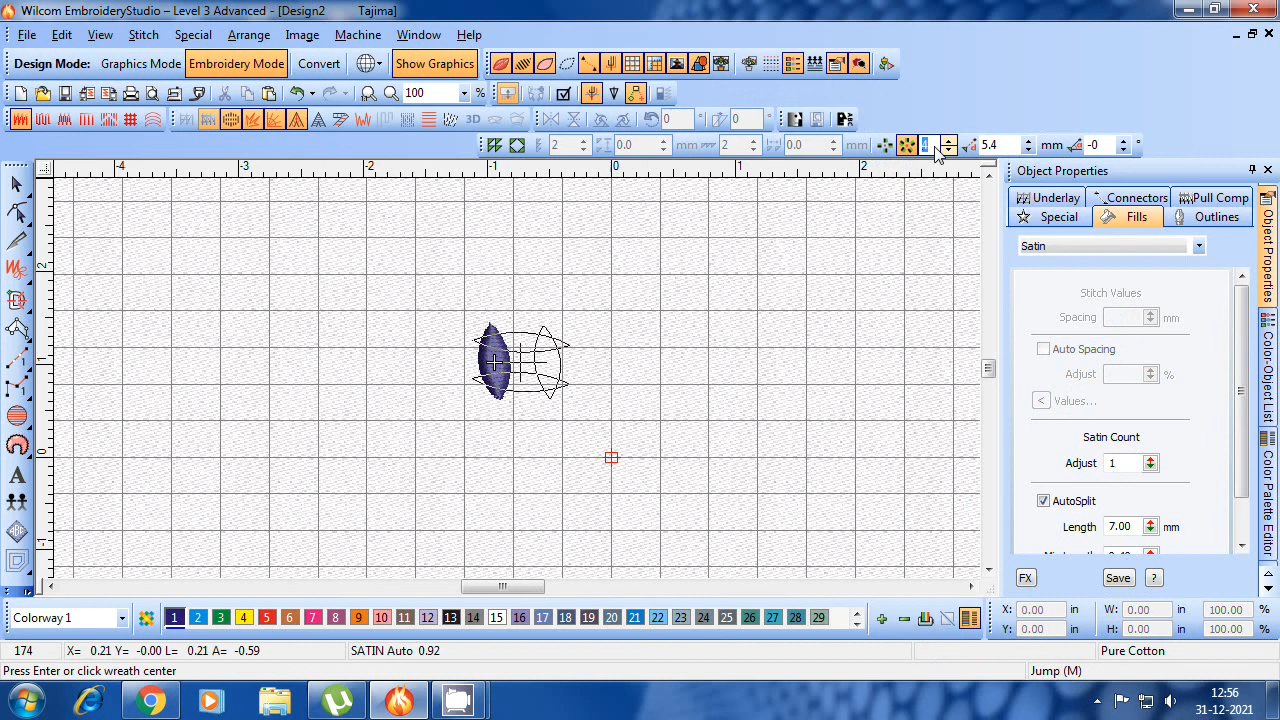 Wilcom EmbroideryStudio – Level 3 Advanced - [Design2 Tajima]
File Edit View Stitch Special Arrange Image Machine Window Help
Design Mode: Graphics Mode Embroidery Mode Convert Show Graphics
100 %
3D 0 ° 0 °
2 0.0 mm 2 0.0 mm 4 5.4 mm -0 °
-4 -3 -2 -1 0 1 2
2
1
0
-1
Object Properties
Underlay Connectors Pull Comp
Special Fills Outlines
Satin
Stitch Values
Spacing mm
Auto Spacing
Adjust %
< Values...
Satin Count
Adjust 1
AutoSplit
Length 7.00 mm
FX Save ?
Object Properties
Color-Object List
Color Palette Editor
Colorway 1 1 2 3 4 5 6 7 8 9 10 11 12 13 14 15 16 17 18 19 20 21 22 23 24 25 26 27 28 29
X: 0.00 in W: 0.00 in 100.00 %
Y: 0.00 in H: 0.00 in 100.00 %
174 X= 0.21 Y= -0.00 L= 0.21 A= -0.59 SATIN Auto 0.92 Pure Cotton
Press Enter or click wreath center Jump (M)
12:56
31-12-2021